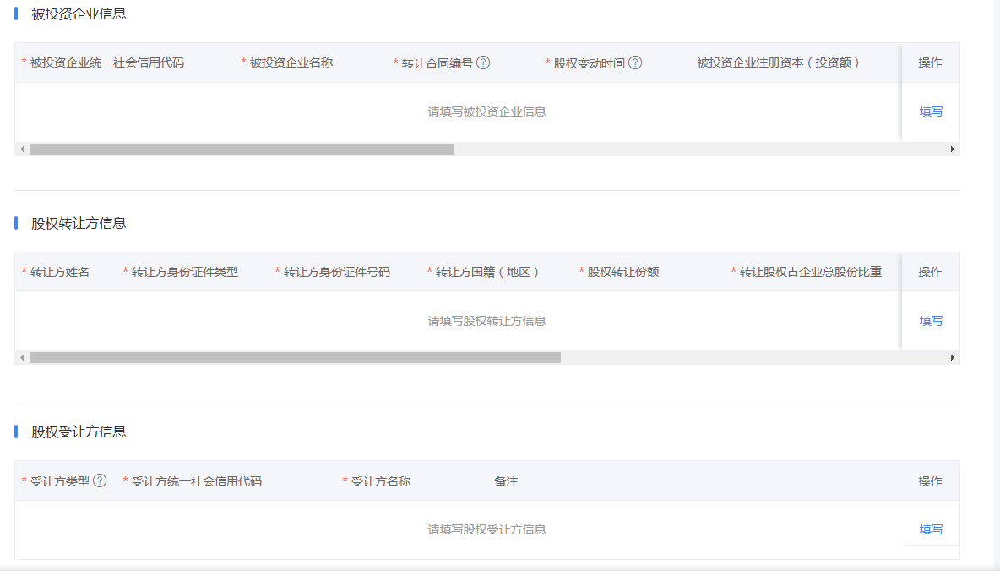 被投资企业信息
* 被投资企业统一社会信用代码 * 被投资企业名称 * 转让合同编号 ? * 股权变动时间 ? 被投资企业注册资本（投资额） 操作
请填写被投资企业信息 填写
股权转让方信息
* 转让方姓名 * 转让方身份证件类型 * 转让方身份证件号码 * 转让方国籍（地区） * 股权转让份额 * 转让股权占企业总股份比重 操作
请填写股权转让方信息 填写
股权受让方信息
* 受让方类型 ? * 受让方统一社会信用代码 * 受让方名称 备注 操作
请填写股权受让方信息 填写